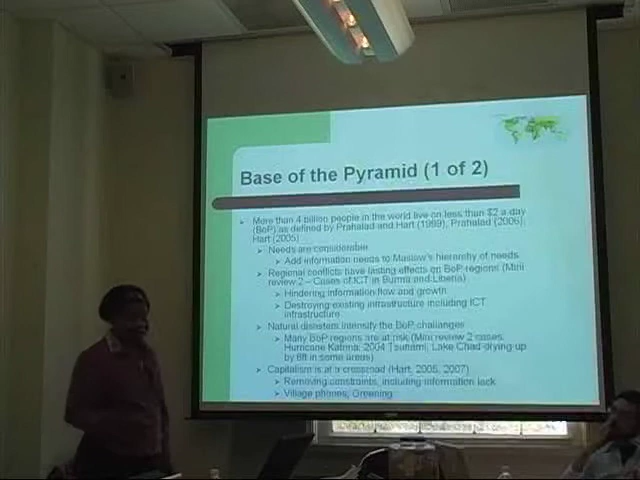 Base of the Pyramid (1 of 2)
More than 4 billion people in the world live on less than $2 a day
(BoP) as defined by Prahalad and Hart (1999), Prahalad (2006),
Hart (2005)
Needs are considerable
Add information needs to Maslow's hierarchy of needs
Regional conflicts have lasting effects on BoP regions (Mini
review 2 – Cases of ICT in Burma and Liberia)
Hindering information flow and growth
Destroying existing infrastructure including ICT
infrastructure
Natural disasters intensify the BoP challenges
Many BoP regions are at risk (Mini review 2 cases,
Hurricane Katrina, 2004 Tsunami, Lake Chad drying-up
by 6ft in some areas)
Capitalism is at a crossroad (Hart, 2005, 2007)
Removing constraints, including information lack
Village phones, Greening